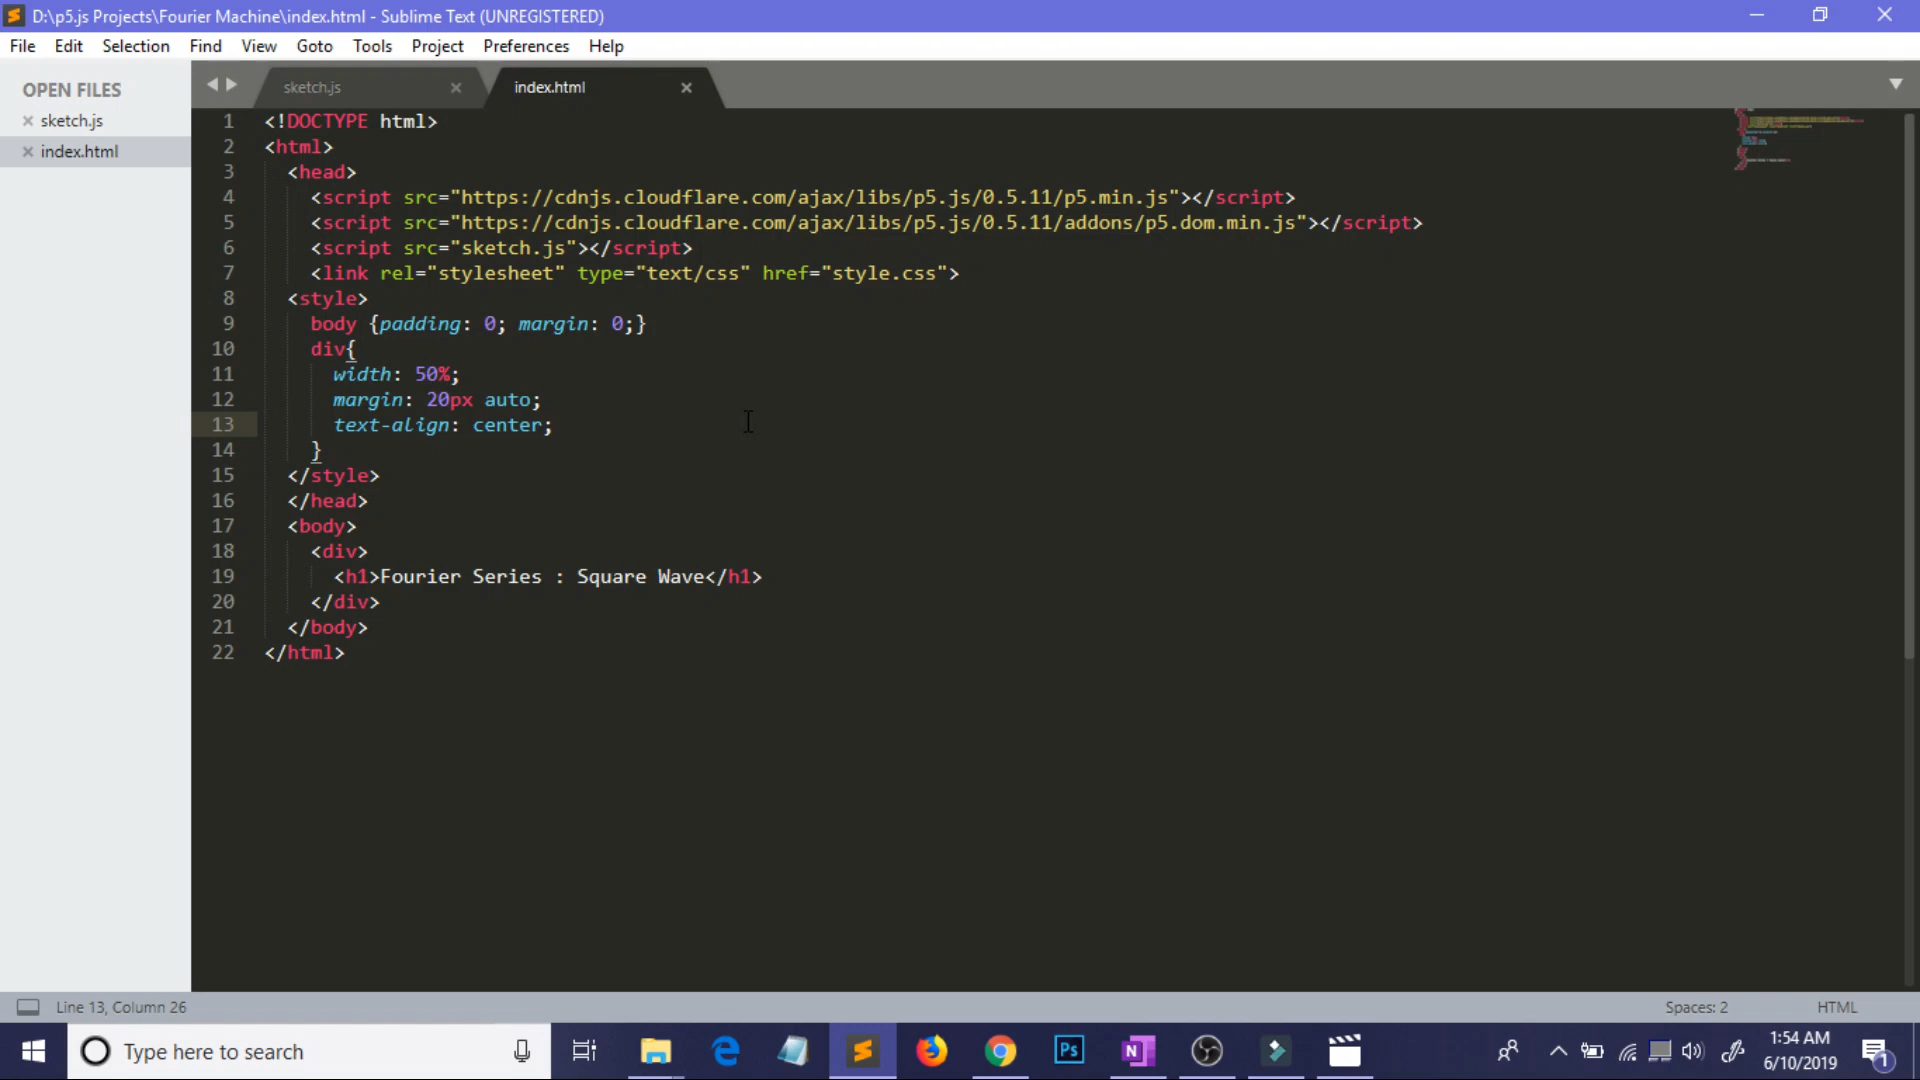 D:\p5.js Projects\Fourier Machine\index.html - Sublime Text (UNREGISTERED)
File Edit Selection Find View Goto Tools Project Preferences Help
OPEN FILES
sketch.js
index.html
sketch.js
index.html
1 <!DOCTYPE html>
2 <html>
3 <head>
4 <script src="https://cdnjs.cloudflare.com/ajax/libs/p5.js/0.5.11/p5.min.js"></script>
5 <script src="https://cdnjs.cloudflare.com/ajax/libs/p5.js/0.5.11/addons/p5.dom.min.js"></script>
6 <script src="sketch.js"></script>
7 <link rel="stylesheet" type="text/css" href="style.css">
8 <style>
9 body {padding: 0; margin: 0;}
10 div{
11 width: 50%;
12 margin: 20px auto;
13 text-align: center;
14 }
15 </style>
16 </head>
17 <body>
18 <div>
19 <h1>Fourier Series : Square Wave</h1>
20 </div>
21 </body>
22 </html>
Line 13, Column 26
Spaces: 2
HTML
Type here to search
Ps
N
1:54 AM
6/10/2019
1